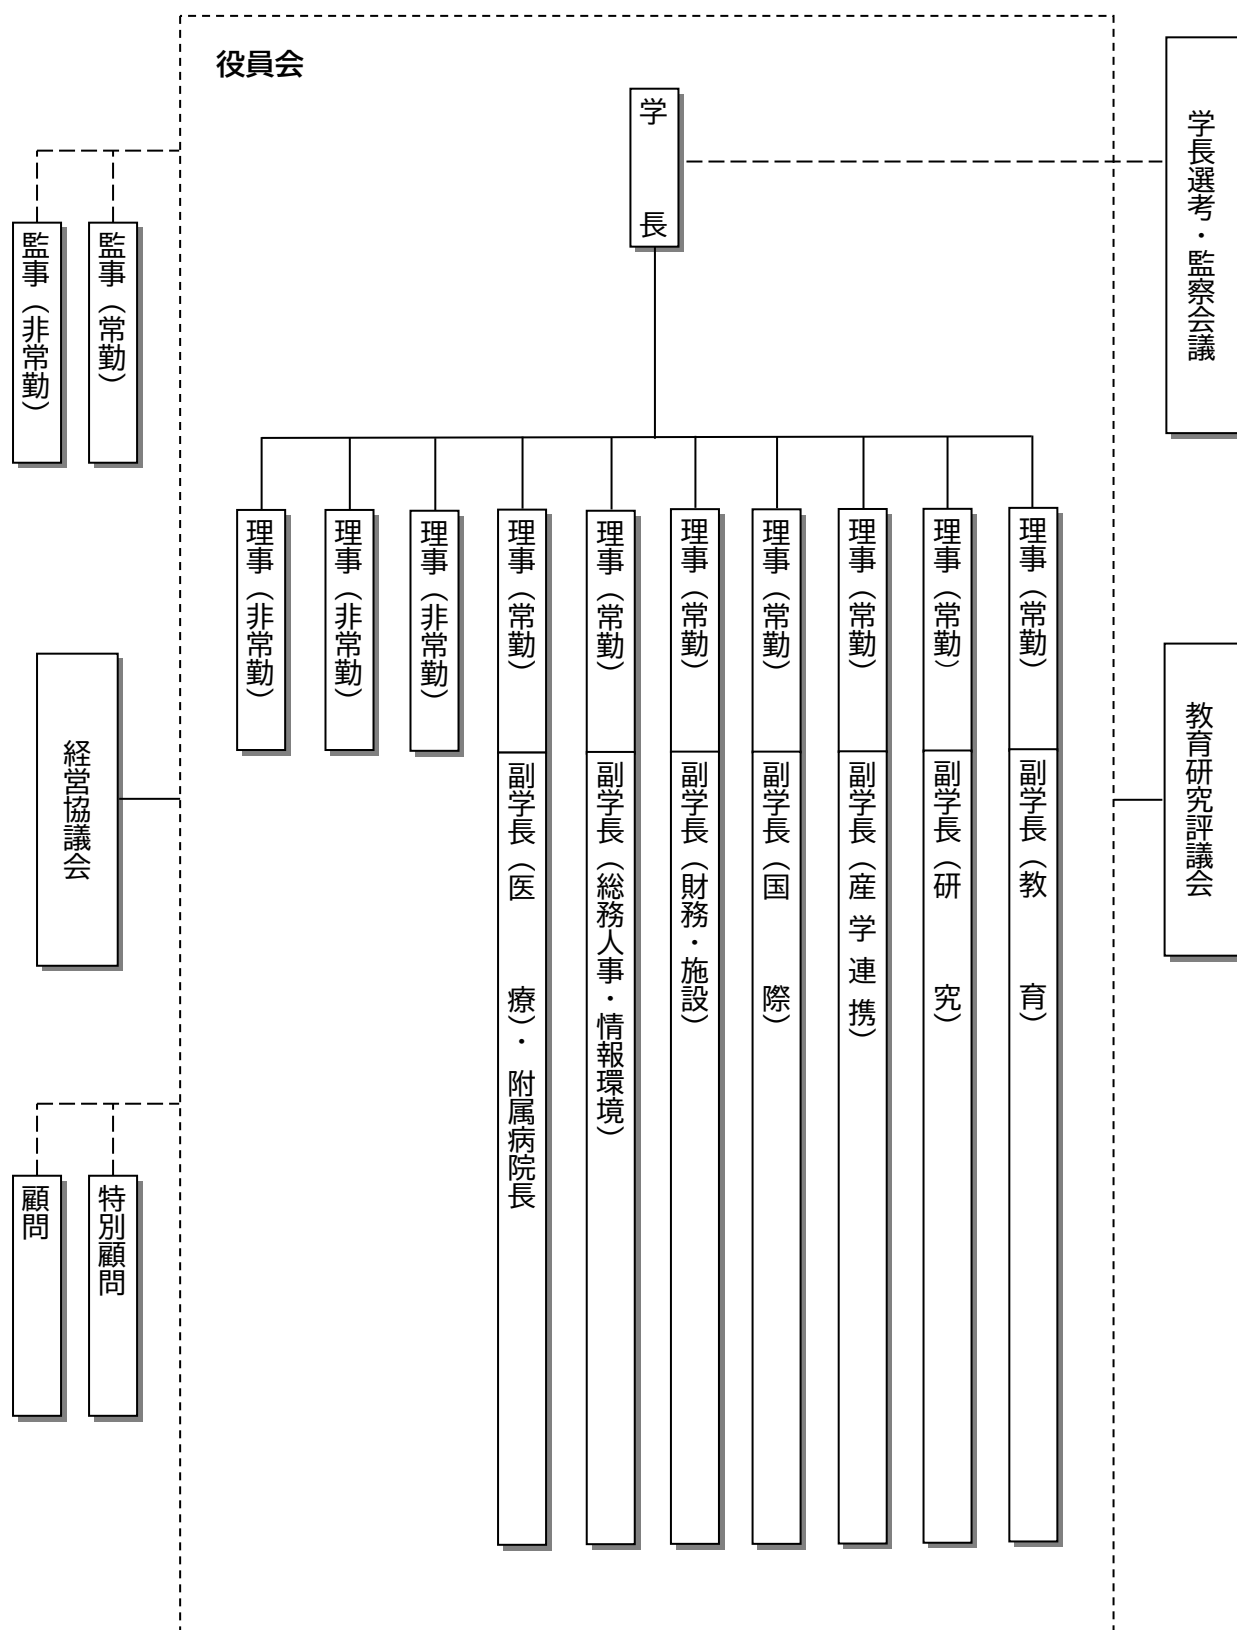 役員会
学　　長
学長選考・監察会議
監事（常勤）
監事（非常勤）
理事（常勤）
副学長（教　　育）
理事（常勤）
副学長（研　　究）
理事（常勤）
副学長（産 学 連 携）
理事（常勤）
副学長（国　　際）
理事（常勤）
副学長（財務・施設）
理事（常勤）
副学長（総務人事・情報環境）
理事（常勤）
副学長（医　　療）・附属病院長
理事（非常勤）
理事（非常勤）
理事（非常勤）
教育研究評議会
経営協議会
特別顧問
顧問